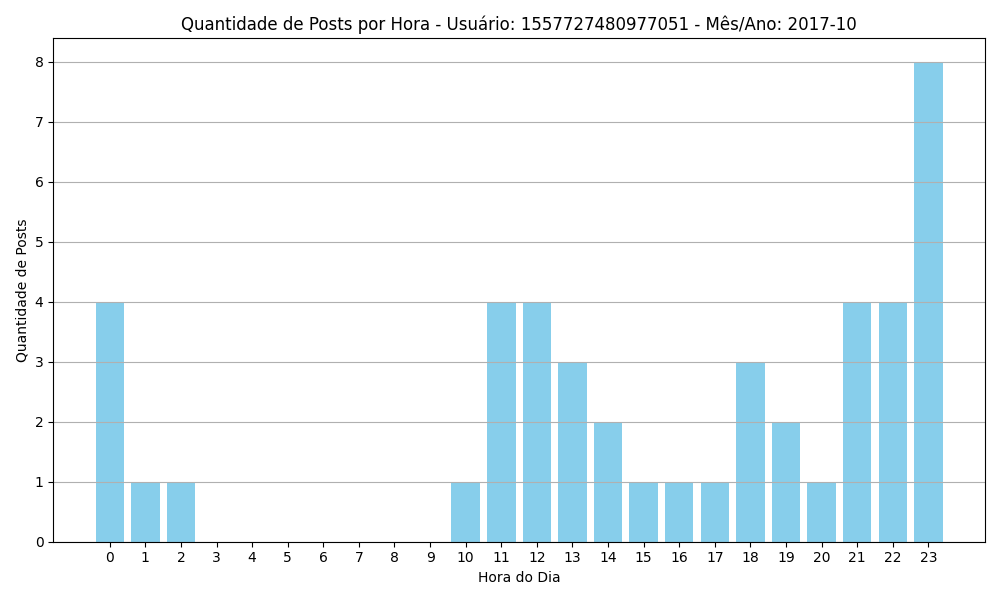 Quantidade de Posts por Hora - Usuário: 1557727480977051 - Mês/Ano: 2017-10
Quantidade de Posts
8
7
6
5
4
3
2
1
0
0 1 2 3 4 5 6 7 8 9 10 11 12 13 14 15 16 17 18 19 20 21 22 23
Hora do Dia